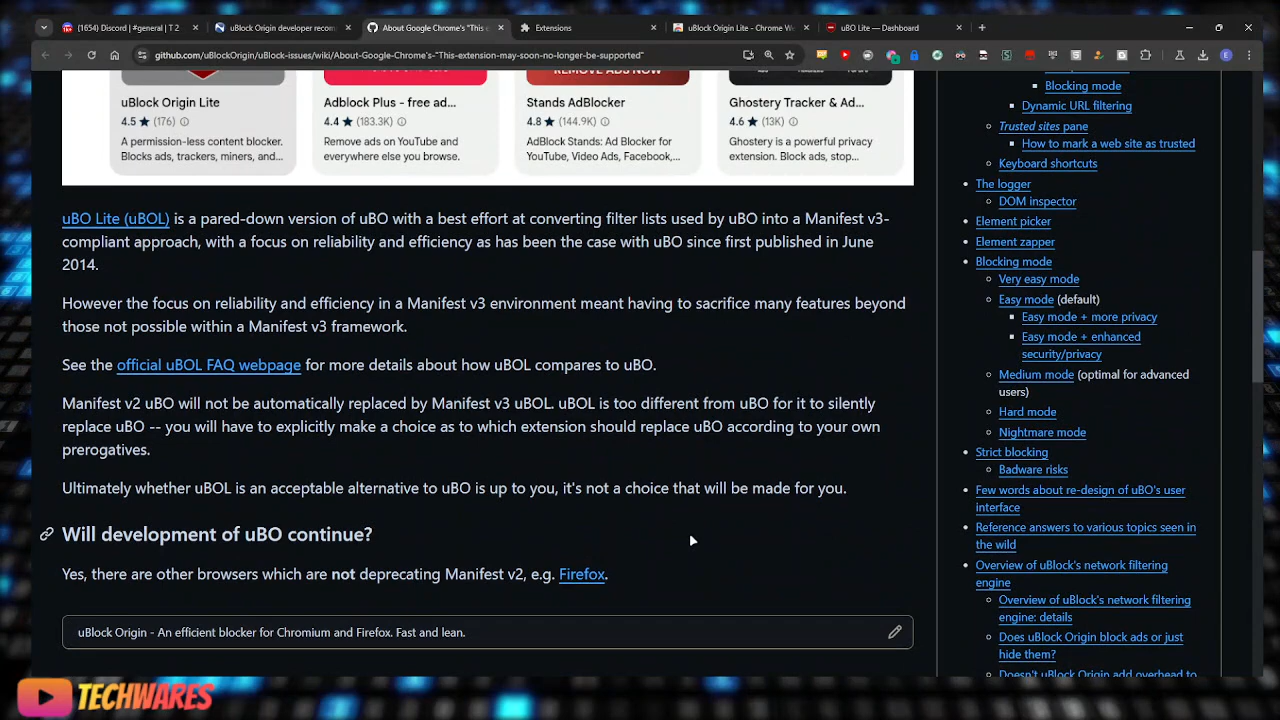 (1654) Discord | #general | T 2
uBlock Origin developer recom
About Google Chrome's "This e
Extensions
uBlock Origin Lite - Chrome We
uBO Lite — Dashboard
github.com/uBlockOrigin/uBlock-issues/wiki/About-Google-Chrome's-"This-extension-may-soon-no-longer-be-supported"
REMOVE ADS NOW
uBlock Origin Lite
4.5 ★ (176)
A permission-less content blocker.
Blocks ads, trackers, miners, and...
Adblock Plus - free ad...
4.4 ★ (183.3K)
Remove ads on YouTube and
everywhere else you browse.
Stands AdBlocker
4.8 ★ (144.9K)
AdBlock Stands: Ad Blocker for
YouTube, Video Ads, Facebook,...
Ghostery Tracker & Ad...
4.6 ★ (13K)
Ghostery is a powerful privacy
extension. Block ads, stop...
uBO Lite (uBOL) is a pared-down version of uBO with a best effort at converting filter lists used by uBO into a Manifest v3-
compliant approach, with a focus on reliability and efficiency as has been the case with uBO since first published in June
2014.
However the focus on reliability and efficiency in a Manifest v3 environment meant having to sacrifice many features beyond
those not possible within a Manifest v3 framework.
See the official uBOL FAQ webpage for more details about how uBOL compares to uBO.
Manifest v2 uBO will not be automatically replaced by Manifest v3 uBOL. uBOL is too different from uBO for it to silently
replace uBO -- you will have to explicitly make a choice as to which extension should replace uBO according to your own
prerogatives.
Ultimately whether uBOL is an acceptable alternative to uBO is up to you, it's not a choice that will be made for you.
Will development of uBO continue?
Yes, there are other browsers which are not deprecating Manifest v2, e.g. Firefox.
uBlock Origin - An efficient blocker for Chromium and Firefox. Fast and lean.
Blocking mode
Dynamic URL filtering
Trusted sites pane
How to mark a web site as trusted
Keyboard shortcuts
The logger
DOM inspector
Element picker
Element zapper
Blocking mode
Very easy mode
Easy mode (default)
Easy mode + more privacy
Easy mode + enhanced
security/privacy
Medium mode (optimal for advanced
users)
Hard mode
Nightmare mode
Strict blocking
Badware risks
Few words about re-design of uBO's user
interface
Reference answers to various topics seen in
the wild
Overview of uBlock's network filtering
engine
Overview of uBlock's network filtering
engine: details
Does uBlock Origin block ads or just
hide them?
Doesn't uBlock Origin add overhead to
TECHWARES